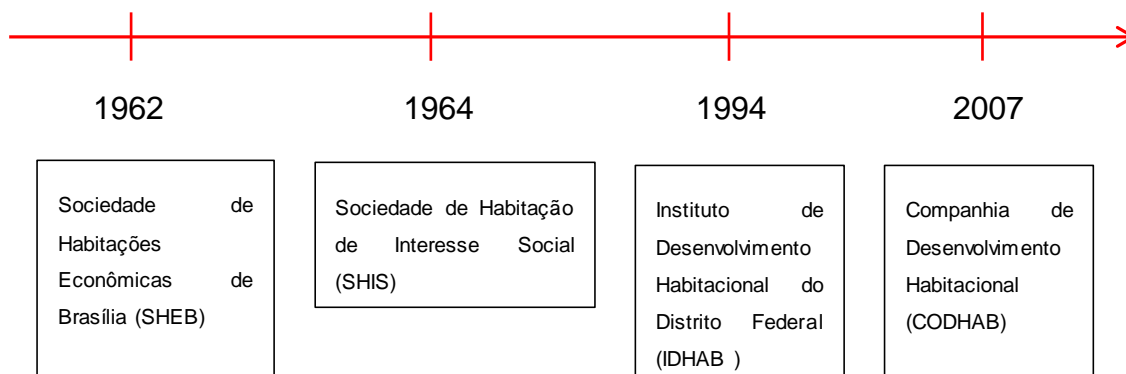 1962
1964
1994
2007
Sociedade de
Habitações
Econômicas de
Brasília (SHEB)
Sociedade de Habitação
de Interesse Social
(SHIS)
Instituto de
Desenvolvimento
Habitacional do
Distrito Federal
(IDHAB )
Companhia de
Desenvolvimento
Habitacional
(CODHAB)